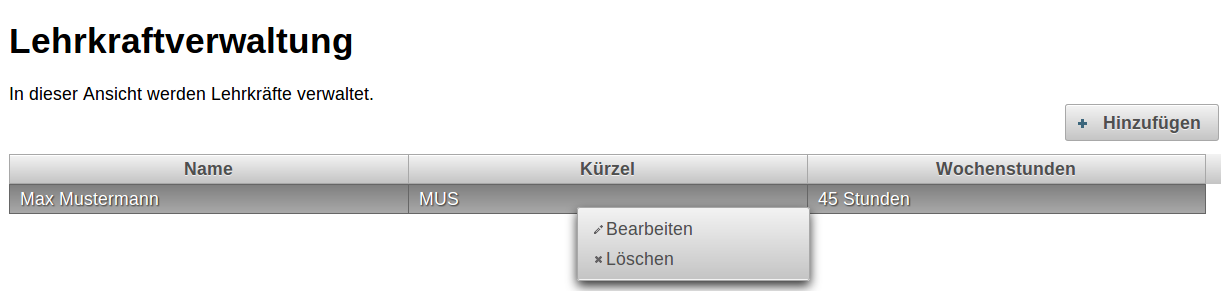 Lehrkraftverwaltung
In dieser Ansicht werden Lehrkräfte verwaltet.
Hinzufügen
Name Kürzel Wochenstunden
Max Mustermann MUS 45 Stunden
Bearbeiten
Löschen